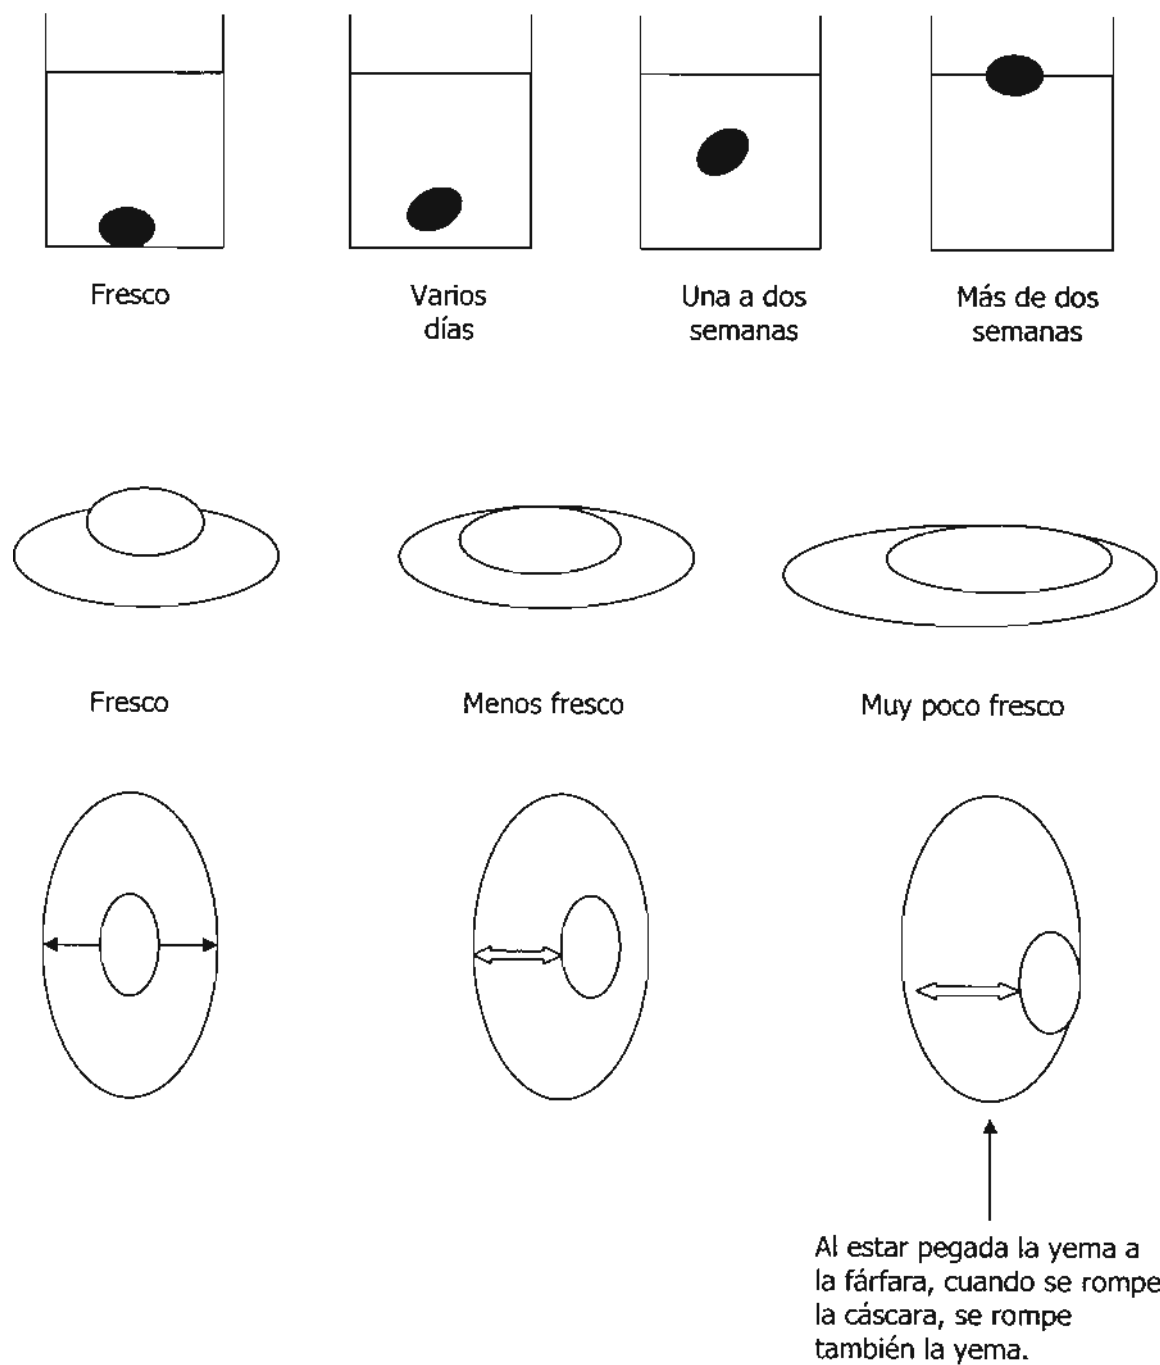 Fresco
Varios
días
Una a dos
semanas
Más de dos
semanas
Fresco
Menos fresco
Muy poco fresco
Al estar pegada la yema a
la fárfara, cuando se rompe
la cáscara, se rompe
también la yema.